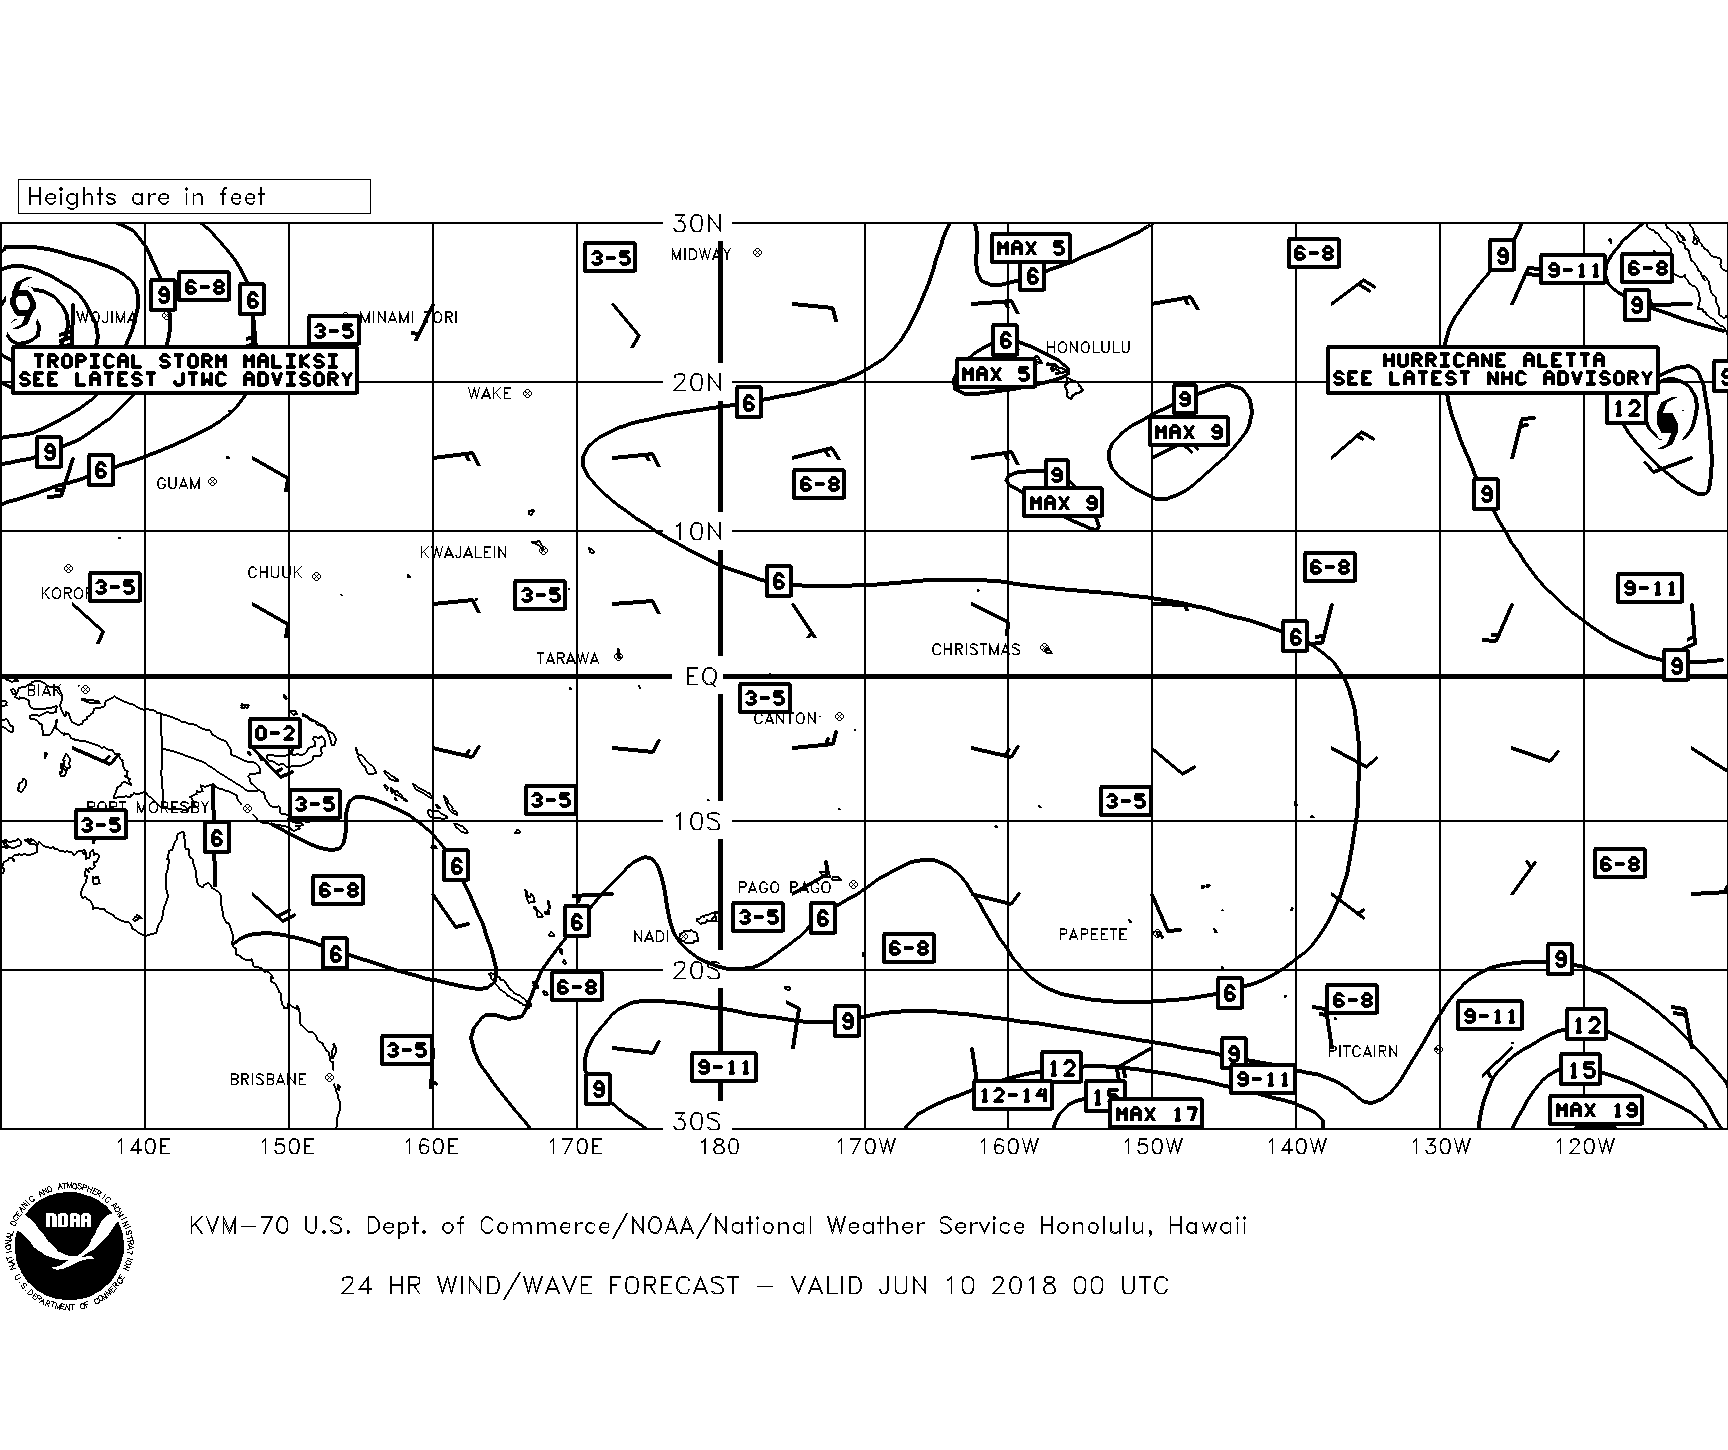 Heights are in feet
30N
MIDWAY
3-5
MAX 5
6
6-8
9
9-11
6-8
9
9
6-8
6
WOJIMA
3-5
MINAMI TORI
6
HONOLULU
TROPICAL STORM MALIKSI
SEE LATEST JTWC ADVISORY
HURRICANE ALETTA
SEE LATEST NHC ADVISORY
MAX 5
20N
WAKE
6
9
12
MAX 9
9
6
GUAM
6-8
9
MAX 9
9
10N
KWAJALEIN
CHUUK
KOROR
3-5
3-5
6
6-8
9-11
6
TARAWA
CHRISTMAS
9
EQ
BIAK
3-5
CANTON
0-2
PORT MORESBY
3-5
3-5
3-5
3-5
10S
6
6
6-8
6-8
PAGO PAGO
3-5
6
6
NADI
PAPEETE
6-8
6
9
20S
6-8
6
6-8
9
9-11
12
3-5
9
PITCAIRN
9-11
12
15
BRISBANE
9
12-14
15
9-11
MAX 17
MAX 19
30S
140E 150E 160E 170E 180 170W 160W 150W 140W 130W 120W
NOAA
NATIONAL OCEANIC AND ATMOSPHERIC ADMINISTRATION
U.S. DEPARTMENT OF COMMERCE
KVM-70 U.S. Dept. of Commerce/NOAA/National Weather Service Honolulu, Hawaii
24 HR WIND/WAVE FORECAST – VALID JUN 10 2018 00 UTC